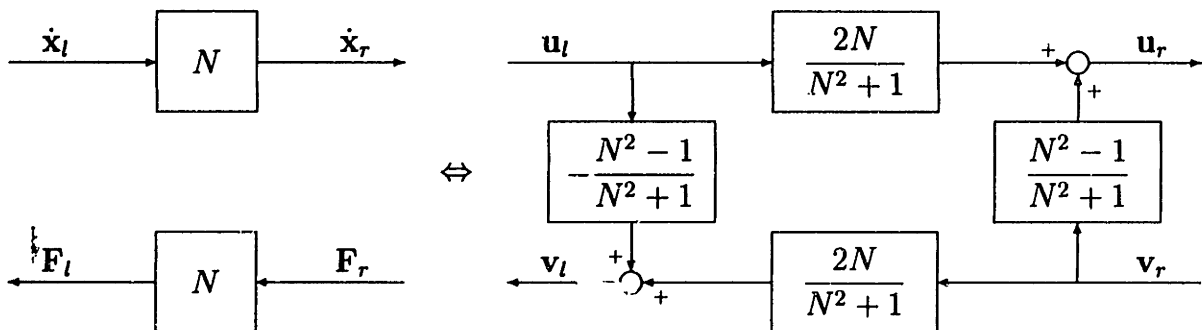 ẋ_l N ẋ_r
F_l N F_r
⇔
u_l 2N/(N² + 1) + u_r
+
-(N² - 1)/(N² + 1) (N² - 1)/(N² + 1)
+
v_l - + 2N/(N² + 1) v_r